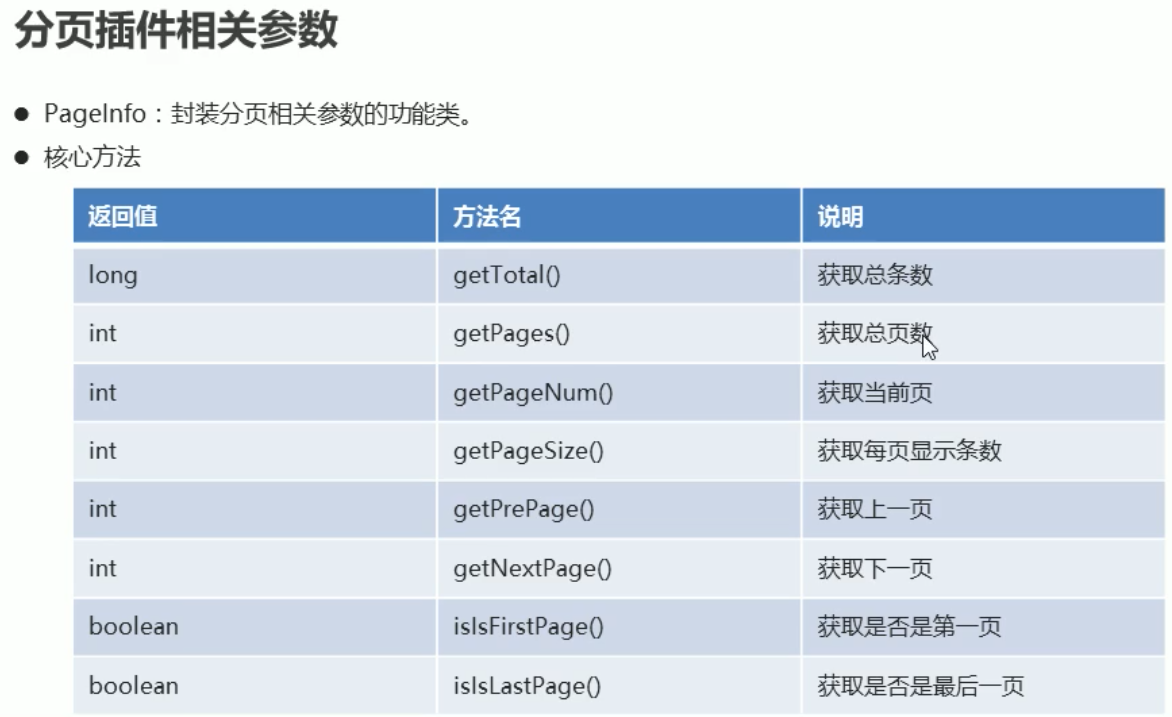 分页插件相关参数
● PageInfo：封装分页相关参数的功能类。
● 核心方法
返回值 方法名 说明
long getTotal() 获取总条数
int getPages() 获取总页数
int getPageNum() 获取当前页
int getPageSize() 获取每页显示条数
int getPrePage() 获取上一页
int getNextPage() 获取下一页
boolean isIsFirstPage() 获取是否是第一页
boolean isIsLastPage() 获取是否是最后一页